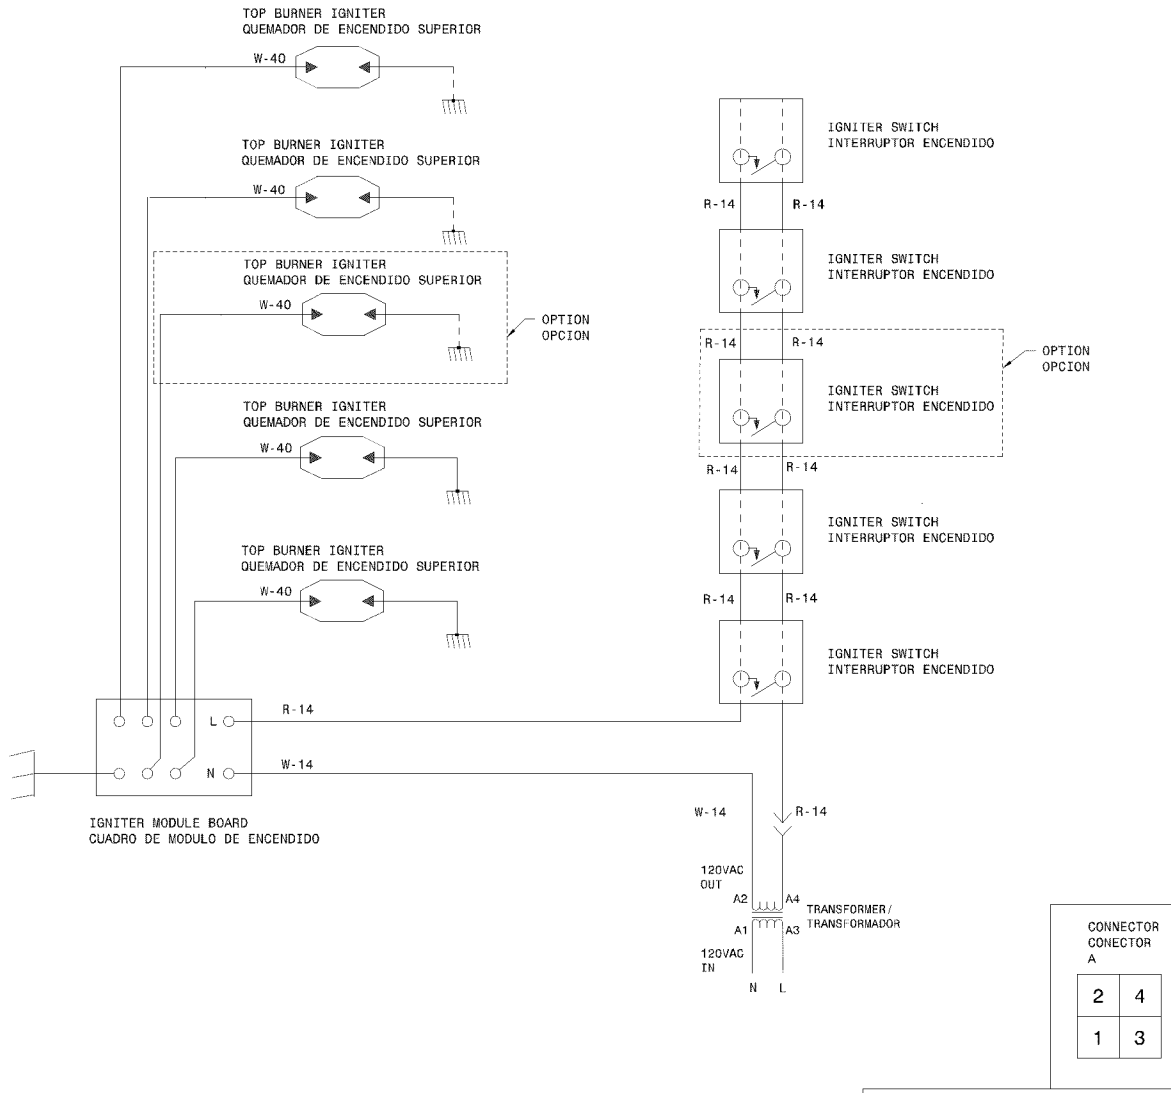 TOP BURNER IGNITER
QUEMADOR DE ENCENDIDO SUPERIOR
W-40
TOP BURNER IGNITER
QUEMADOR DE ENCENDIDO SUPERIOR
W-40
TOP BURNER IGNITER
QUEMADOR DE ENCENDIDO SUPERIOR
W-40
OPTION
OPCION
TOP BURNER IGNITER
QUEMADOR DE ENCENDIDO SUPERIOR
W-40
TOP BURNER IGNITER
QUEMADOR DE ENCENDIDO SUPERIOR
W-40
L
N
R-14
W-14
IGNITER MODULE BOARD
CUADRO DE MODULO DE ENCENDIDO
IGNITER SWITCH
INTERRUPTOR ENCENDIDO
R-14 R-14
IGNITER SWITCH
INTERRUPTOR ENCENDIDO
R-14 R-14
OPTION
OPCION
IGNITER SWITCH
INTERRUPTOR ENCENDIDO
R-14 R-14
IGNITER SWITCH
INTERRUPTOR ENCENDIDO
R-14 R-14
IGNITER SWITCH
INTERRUPTOR ENCENDIDO
W-14 R-14
120VAC
OUT
A2 A4
TRANSFORMER/
TRANSFORMADOR
A1 A3
120VAC
IN
N L
CONNECTOR
CONECTOR
A
2 4
1 3